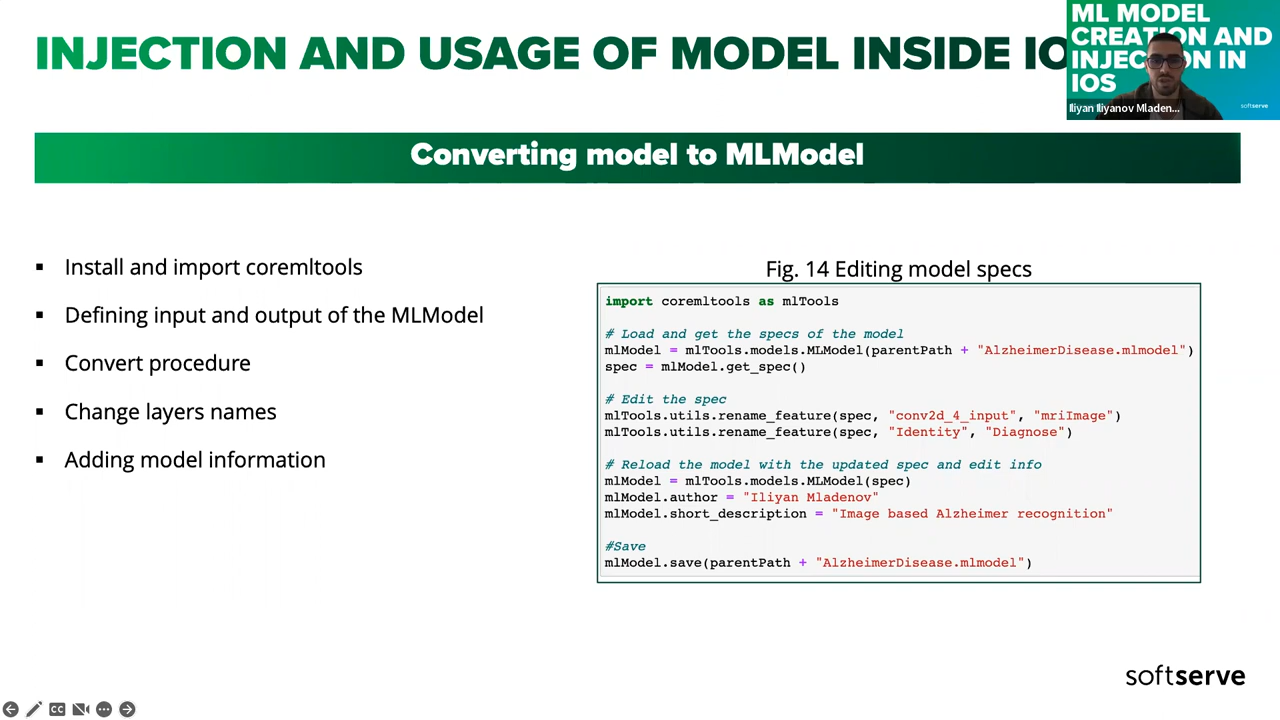 INJECTION AND USAGE OF MODEL INSIDE IO
ML MODEL
CREATION AND
INJECTION IN
IOS
Iliyan Iliyanov Mladen...
softserve
Converting model to MLModel
▪ Install and import coremltools
▪ Defining input and output of the MLModel
▪ Convert procedure
▪ Change layers names
▪ Adding model information
Fig. 14 Editing model specs
import coremltools as mlTools
# Load and get the specs of the model
mlModel = mlTools.models.MLModel(parentPath + "AlzheimerDisease.mlmodel")
spec = mlModel.get_spec()
# Edit the spec
mlTools.utils.rename_feature(spec, "conv2d_4_input", "mriImage")
mlTools.utils.rename_feature(spec, "Identity", "Diagnose")
# Reload the model with the updated spec and edit info
mlModel = mlTools.models.MLModel(spec)
mlModel.author = "Iliyan Mladenov"
mlModel.short_description = "Image based Alzheimer recognition"
#Save
mlModel.save(parentPath + "AlzheimerDisease.mlmodel")
softserve
CC